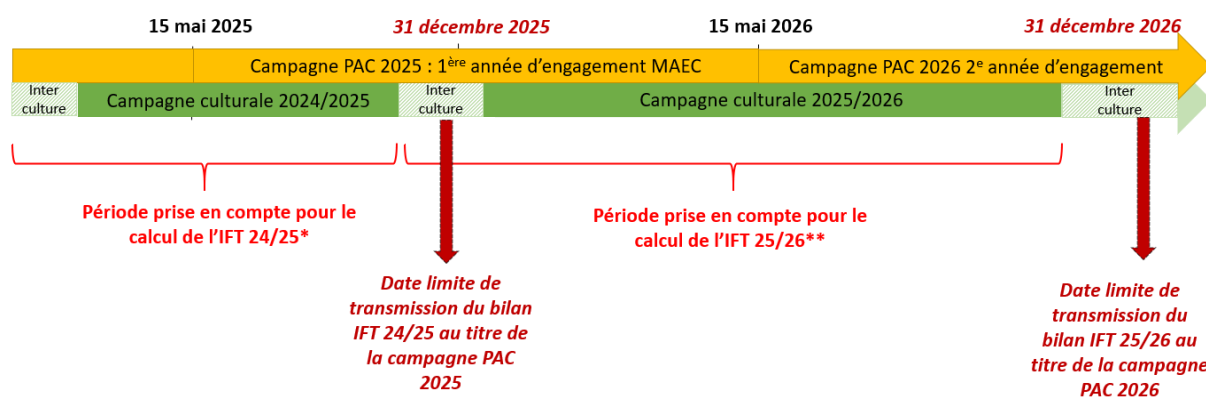 15 mai 2025
31 décembre 2025
15 mai 2026
31 décembre 2026
Campagne PAC 2025 : 1ère année d'engagement MAEC
Campagne PAC 2026 2e année d'engagement
Inter
culture
Campagne culturale 2024/2025
Inter
culture
Campagne culturale 2025/2026
Inter
culture
Période prise en compte pour le
calcul de l'IFT 24/25*
Période prise en compte pour le
calcul de l'IFT 25/26**
Date limite de
transmission du bilan
IFT 24/25 au titre de
la campagne PAC
2025
Date limite de
transmission du
bilan IFT 25/26 au
titre de la campagne
PAC 2026